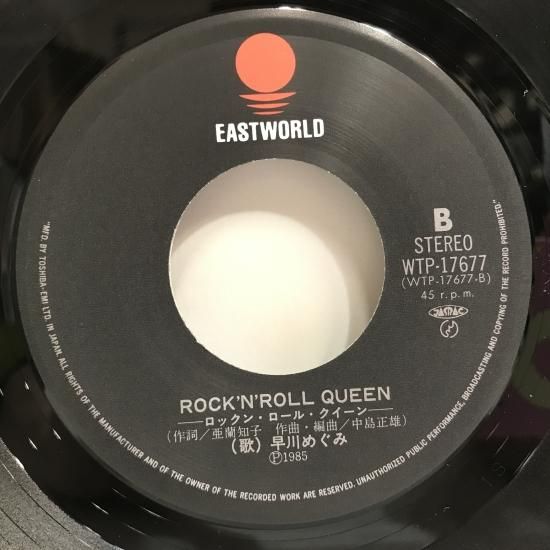 EASTWORLD
B
STEREO
WTP-17677
(WTP-17677-B)
45 r.p.m.
JASRAC
ROCK'N'ROLL QUEEN
—ロックン・ロール・クイーン—
(作詞／亜蘭知子 作曲・編曲／中島正雄)
(歌)早川めぐみ
Ⓟ1985
"MF'D. BY TOSHIBA-EMI LTD. IN JAPAN. ALL RIGHTS OF THE MANUFACTURER AND OF THE OWNER OF THE RECORDED WORK ARE RESERVED. UNAUTHORIZED PUBLIC PERFORMANCE, BROADCASTING AND COPYING OF THE RECORD PROHIBITED."